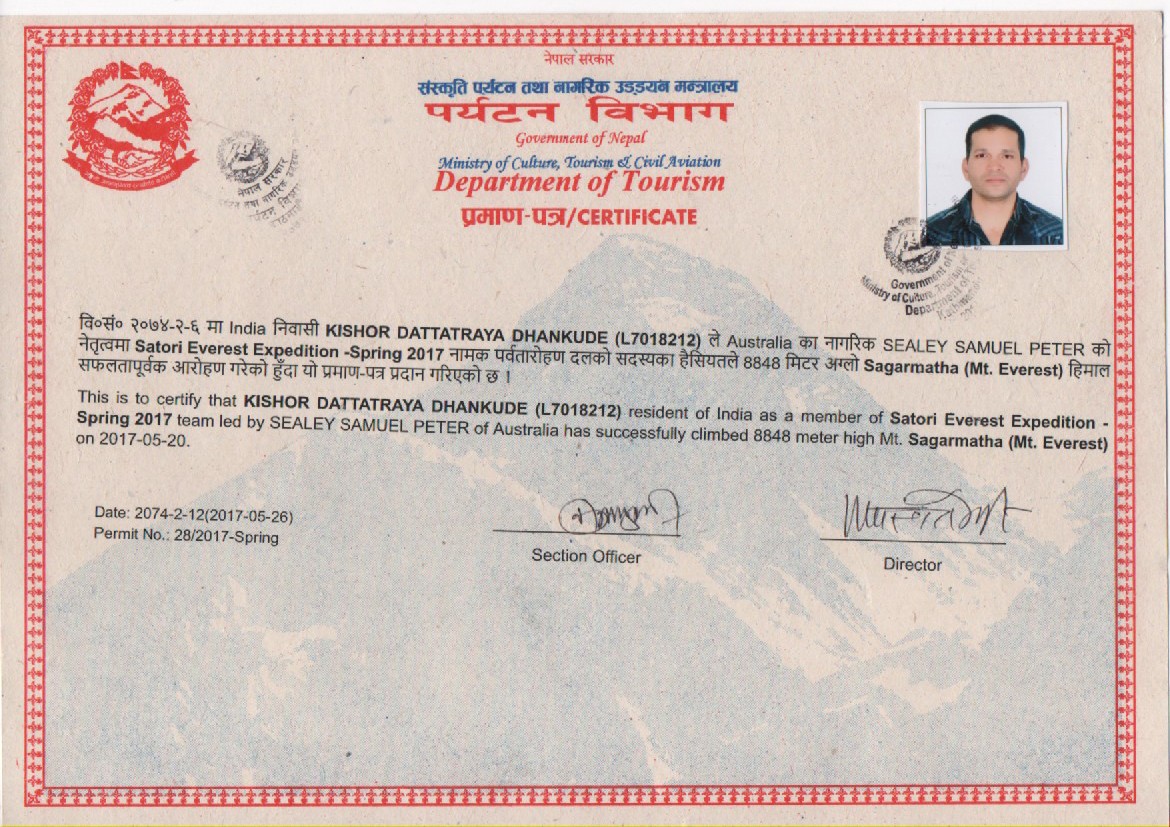 नेपाल सरकार
संस्कृति पर्यटन तथा नागरिक उड्डयन मन्त्रालय
पर्यटन विभाग
Government of Nepal
Ministry of Culture, Tourism & Civil Aviation
Department of Tourism
प्रमाण-पत्र/CERTIFICATE
नेपाल सरकार
Government of
Ministry of Culture,
वि०सं० २०७४-२-६ मा India निवासी KISHOR DATTATRAYA DHANKUDE (L7018212) ले Australia का नागरिक SEALEY SAMUEL PETER को
नेतृत्वमा Satori Everest Expedition -Spring 2017 नामक पर्वतारोहण दलको सदस्यका हैसियतले 8848 मिटर अग्लो Sagarmatha (Mt. Everest) हिमाल
सफलतापूर्वक आरोहण गरेको हुँदा यो प्रमाण-पत्र प्रदान गरिएको छ ।
This is to certify that KISHOR DATTATRAYA DHANKUDE (L7018212) resident of India as a member of Satori Everest Expedition -
Spring 2017 team led by SEALEY SAMUEL PETER of Australia has successfully climbed 8848 meter high Mt. Sagarmatha (Mt. Everest)
on 2017-05-20.
Date: 2074-2-12(2017-05-26)
Permit No.: 28/2017-Spring
Section Officer
Director